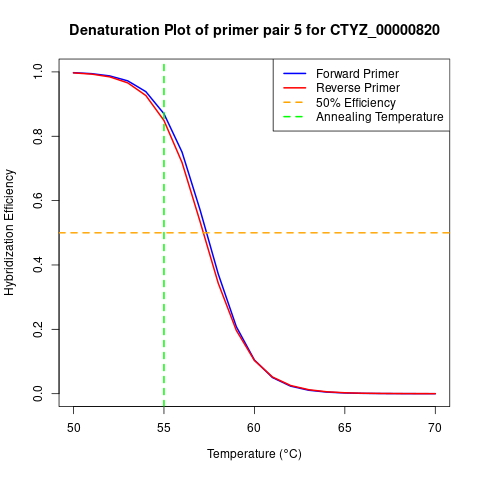 Denaturation Plot of primer pair 5 for CTYZ_00000820
Forward Primer
Reverse Primer
50% Efficiency
Annealing Temperature
Hybridization Efficiency
1.0
0.8
0.6
0.4
0.2
0.0
50
55
60
65
70
Temperature (°C)